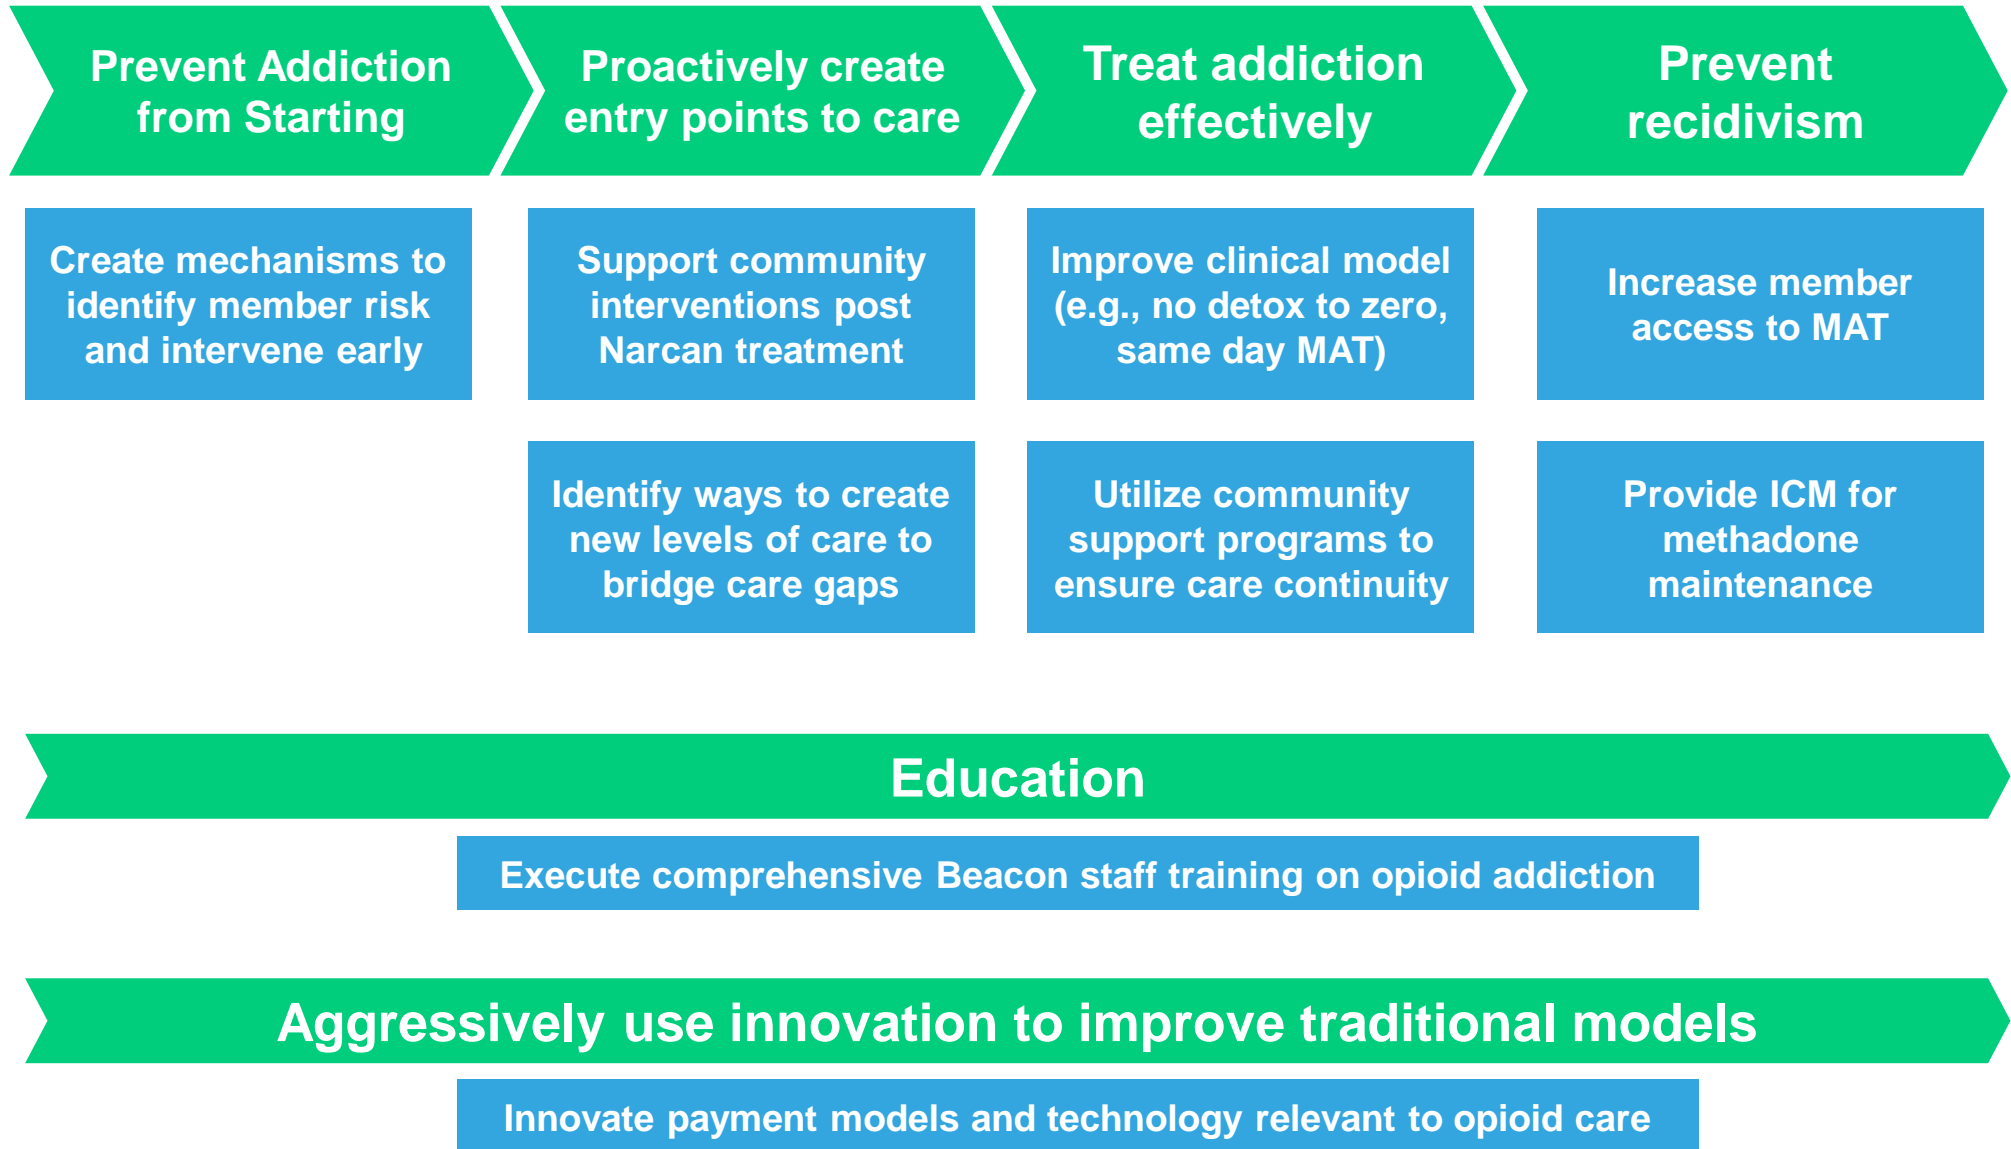 Prevent Addiction
from Starting
Proactively create
entry points to care
Treat addiction
effectively
Prevent
recidivism
Create mechanisms to
identify member risk
and intervene early
Support community
interventions post
Narcan treatment
Improve clinical model
(e.g., no detox to zero,
same day MAT)
Increase member
access to MAT
Identify ways to create
new levels of care to
bridge care gaps
Utilize community
support programs to
ensure care continuity
Provide ICM for
methadone
maintenance
Education
Execute comprehensive Beacon staff training on opioid addiction
Aggressively use innovation to improve traditional models
Innovate payment models and technology relevant to opioid care